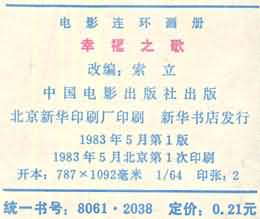 电影连环画册
幸福之歌
改编：索立
中国电影出版社出版
北京新华印刷厂印刷 新华书店发行
1983年5月第1版
1983年5月北京第1次印刷
开本：787×1092毫米 1/64 印张：2
统一书号：8061·2038 定价：0.21元